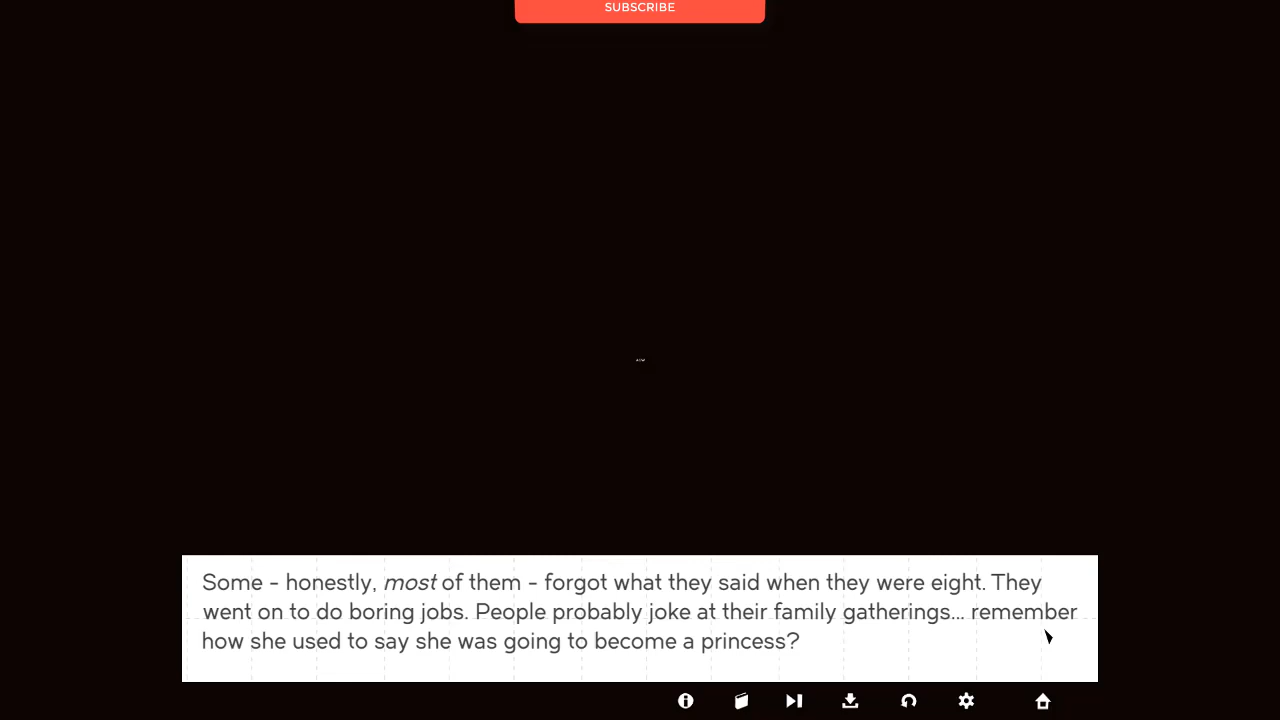 SUBSCRIBE
Some - honestly, most of them - forgot what they said when they were eight. They
went on to do boring jobs. People probably joke at their family gatherings... remember
how she used to say she was going to become a princess?